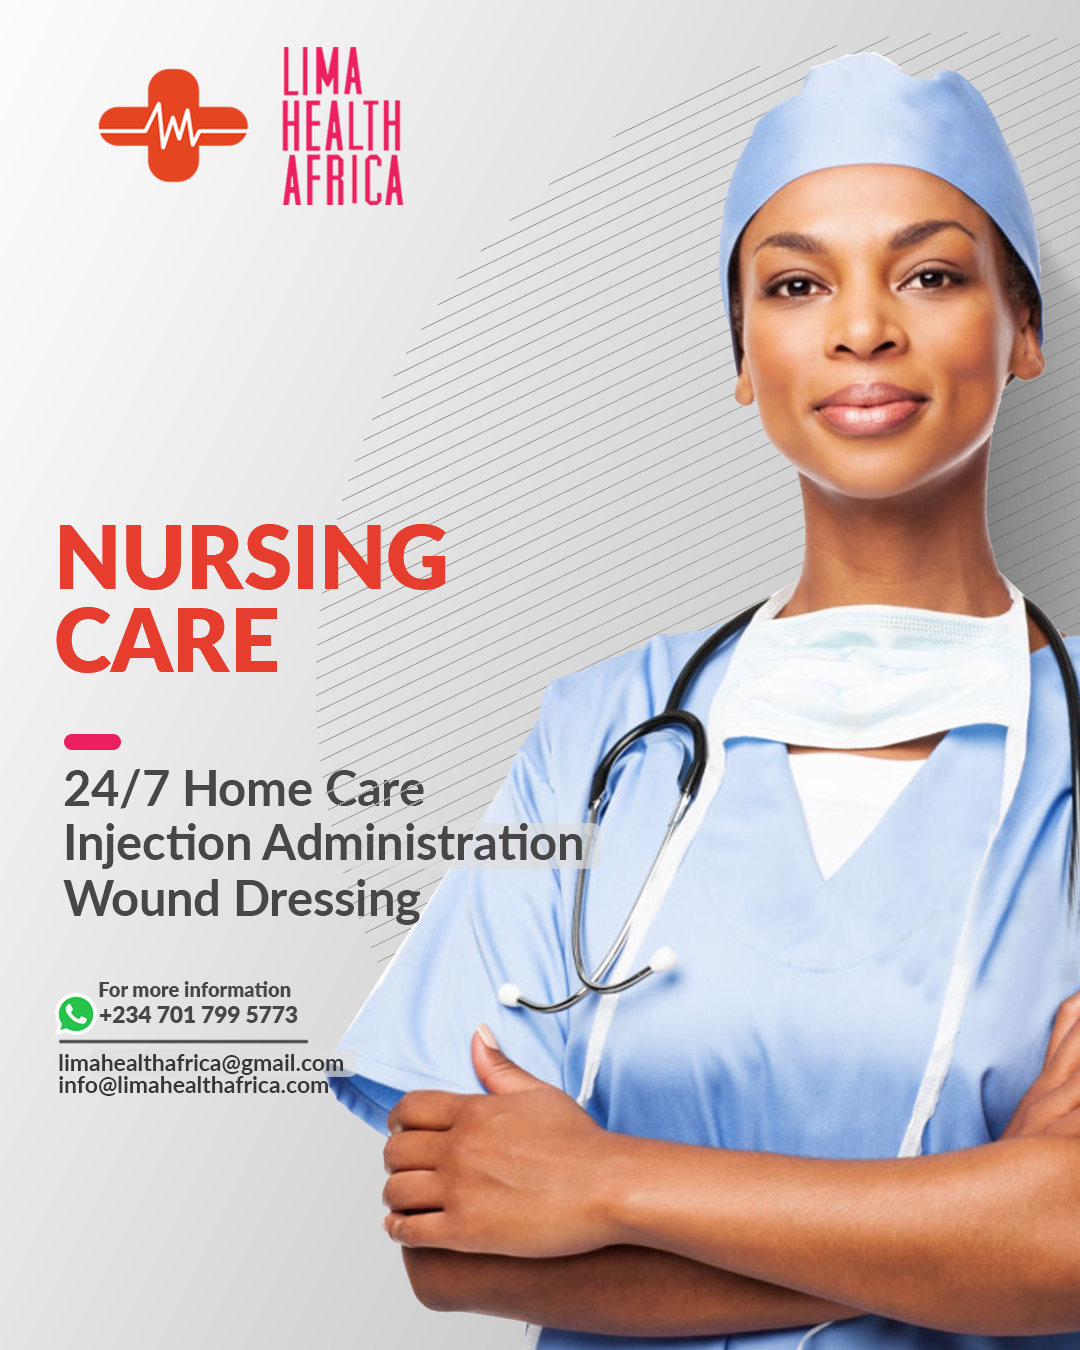 LIMA
HEALTH
AFRICA
NURSING
CARE
24/7 Home Care
Injection Administration
Wound Dressing
For more information
+234 701 799 5773
limahealthafrica@gmail.com
info@limahealthafrica.com